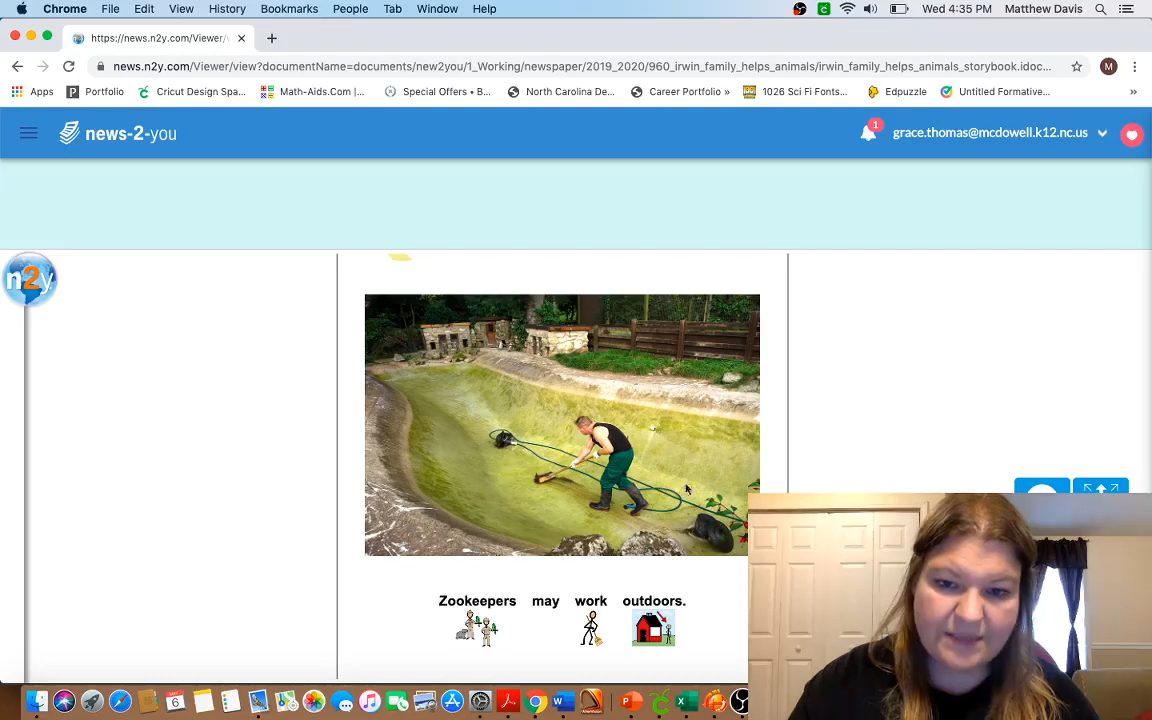 Chrome File Edit View History Bookmarks People Tab Window Help Wed 4:35 PM Matthew Davis
https://news.n2y.com/Viewer/
news.n2y.com/Viewer/view?documentName=documents/new2you/1_Working/newspaper/2019_2020/960_irwin_family_helps_animals/irwin_family_helps_animals_storybook.idoc... M
Apps Portfolio Cricut Design Spa... Math-Aids.Com |... Special Offers • B... North Carolina De... Career Portfolio » 1026 Sci Fi Fonts... Edpuzzle Untitled Formative... »
news-2-you 1 grace.thomas@mcdowell.k12.nc.us
n2y
Zookeepers may work outdoors.
6 W P X